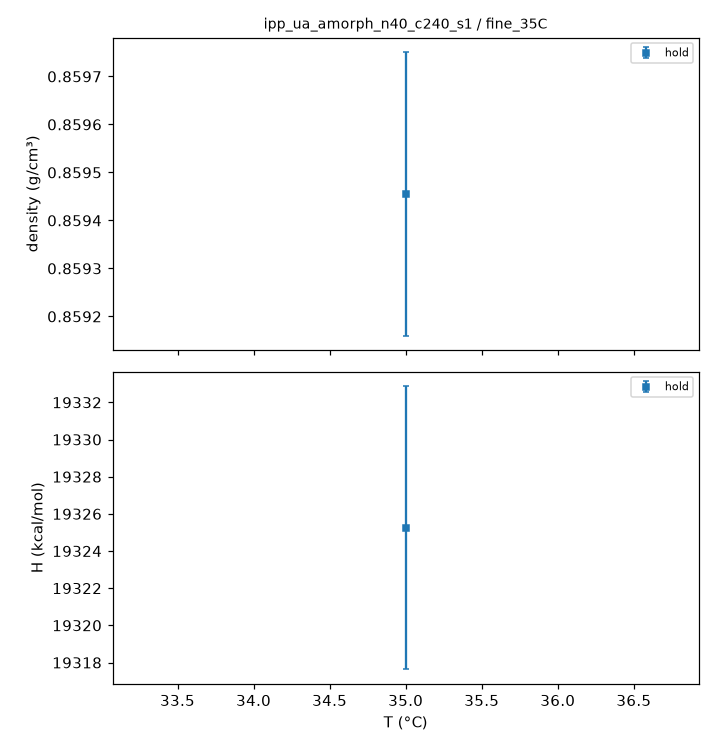 ipp_ua_amorph_n40_c240_s1 / fine_35C
hold
0.8597
0.8596
0.8595
0.8594
0.8593
0.8592
density (g/cm³)
hold
19332
19330
19328
19326
19324
19322
19320
19318
H (kcal/mol)
33.5 34.0 34.5 35.0 35.5 36.0 36.5
T (°C)